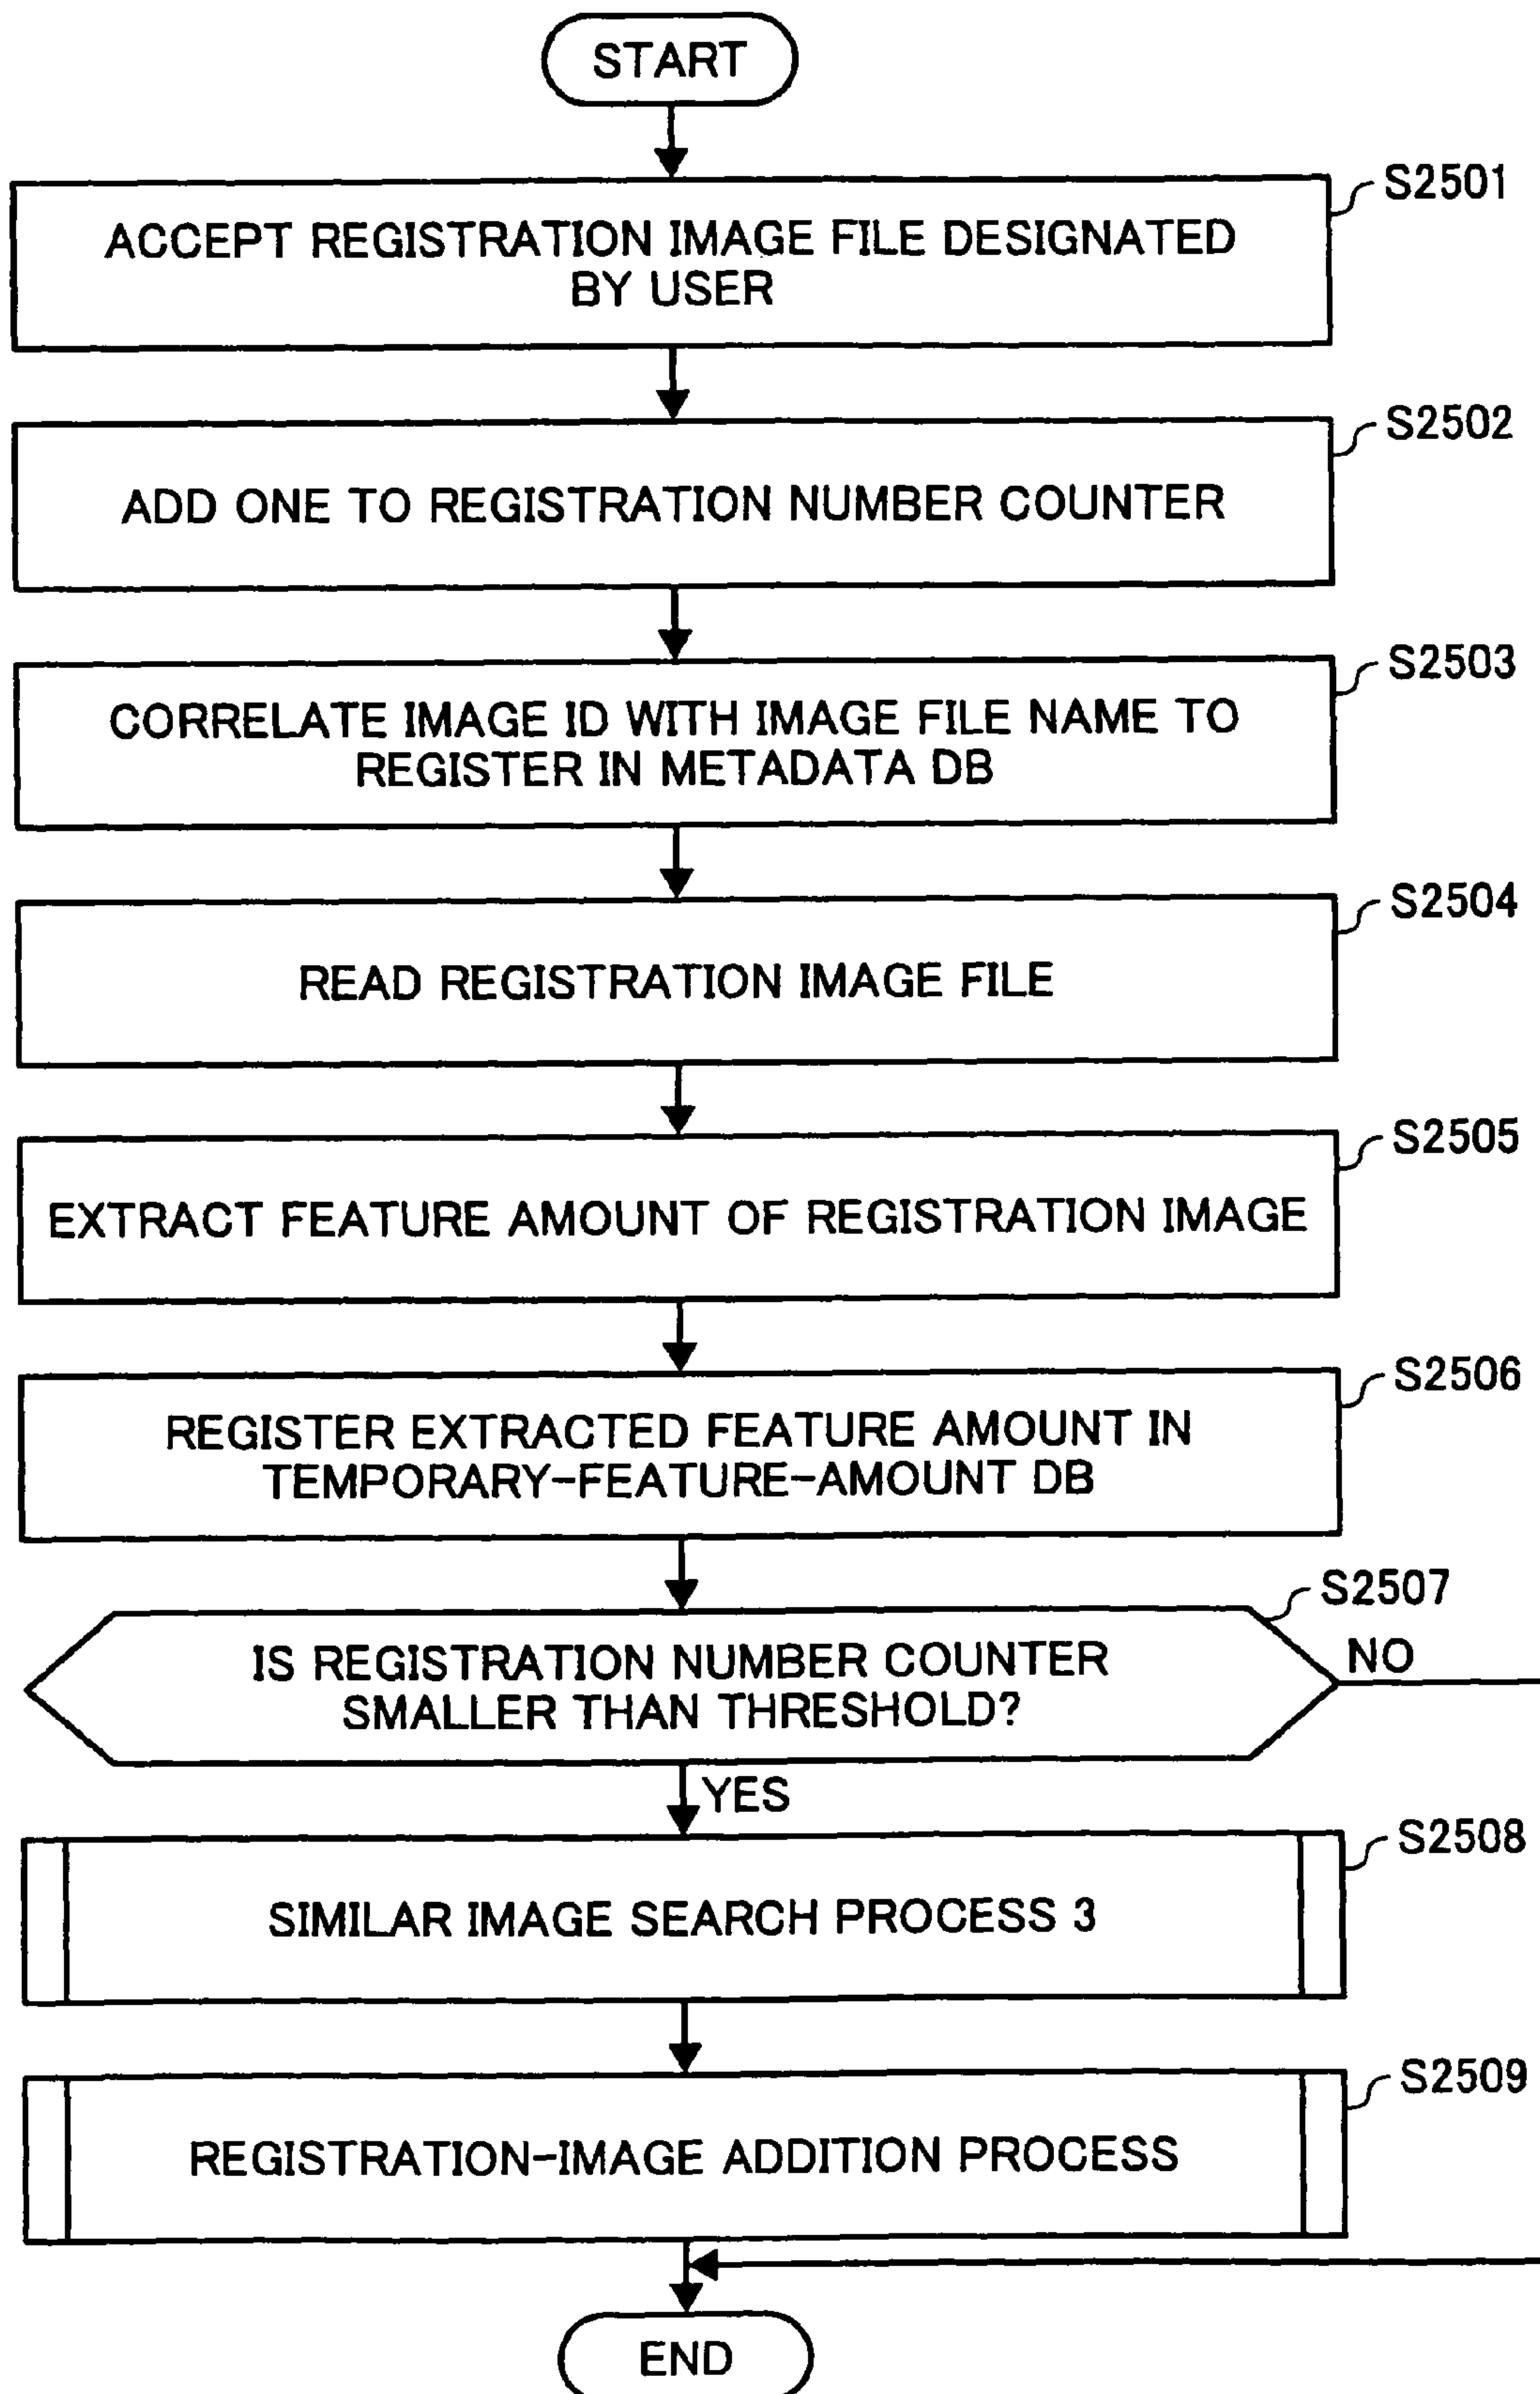 START
S2501
ACCEPT REGISTRATION IMAGE FILE DESIGNATED
BY USER
S2502
ADD ONE TO REGISTRATION NUMBER COUNTER
S2503
CORRELATE IMAGE ID WITH IMAGE FILE NAME TO
REGISTER IN METADATA DB
S2504
READ REGISTRATION IMAGE FILE
S2505
EXTRACT FEATURE AMOUNT OF REGISTRATION IMAGE
S2506
REGISTER EXTRACTED FEATURE AMOUNT IN
TEMPORARY-FEATURE-AMOUNT DB
S2507
IS REGISTRATION NUMBER COUNTER
SMALLER THAN THRESHOLD?
NO
YES
S2508
SIMILAR IMAGE SEARCH PROCESS 3
S2509
REGISTRATION-IMAGE ADDITION PROCESS
END